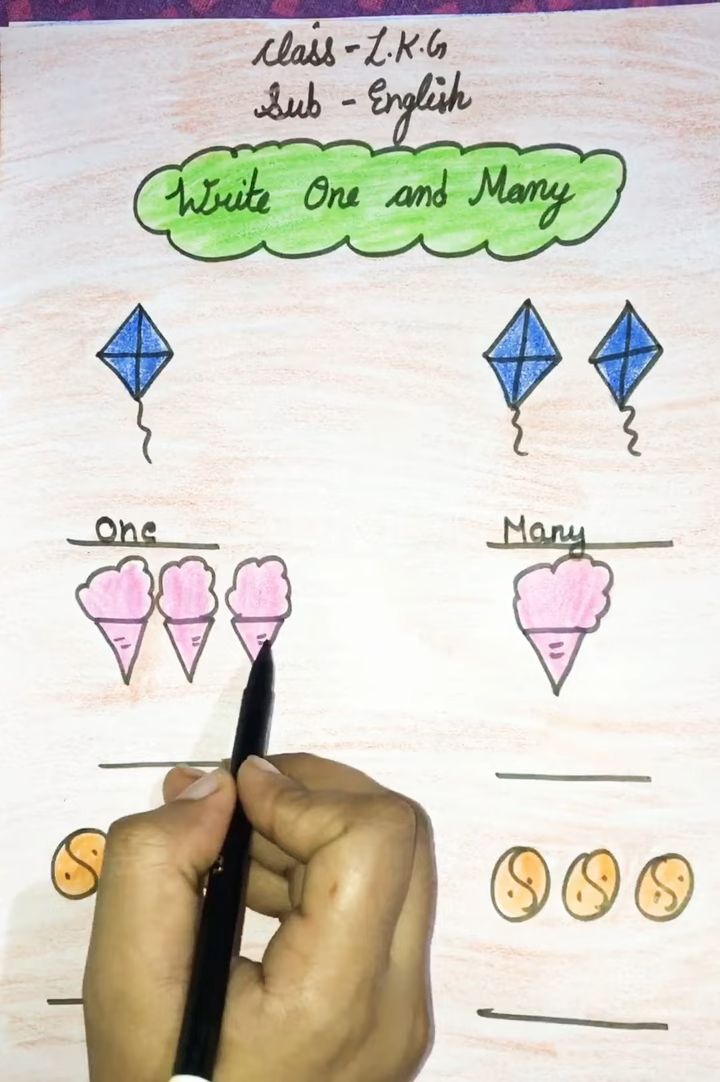 Class - L.K.G
Sub - English
Write One and Many
One
Many